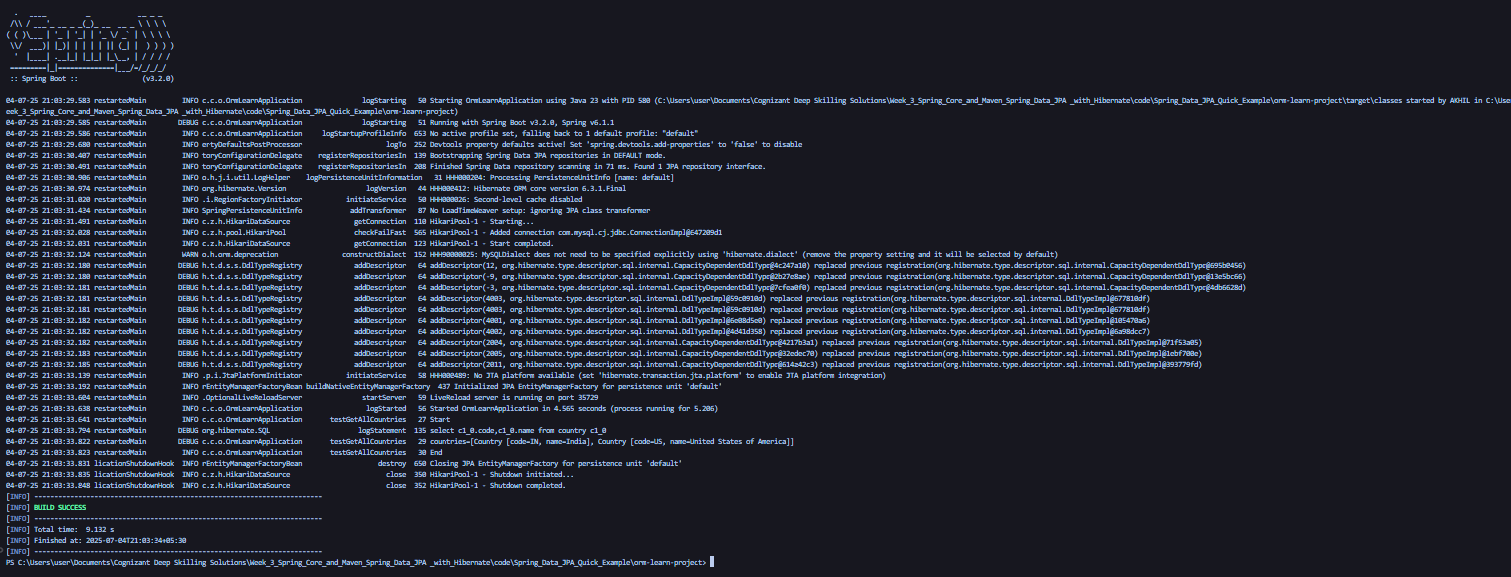 .   ____          _            __ _ _
 /\\ / ___'_ __ _ _(_)_ __  __ _ \ \ \ \
( ( )\___ | '_ | '_| | '_ \/ _` | \ \ \ \
 \\/  ___)| |_)| | | | | || (_| |  ) ) ) )
  '  |____| .__|_| |_|_| |_\__, | / / / /
 =========|_|==============|___/=/_/_/_/
 :: Spring Boot ::                (v3.2.0)
04-07-25 21:03:29.583 restartedMain INFO c.c.o.OrmLearnApplication logStarting 50 Starting OrmLearnApplication using Java 23 with PID 580 (C:\Users\user\Documents\Cognizant Deep Skilling Solutions\Week_3_Spring_Core_and_Maven_Spring_Data_JPA _with_Hibernate\code\Spring_Data_JPA_Quick_Example\orm-learn-project\target\classes started by AKHIL in C:\Use
eek_3_Spring_Core_and_Maven_Spring_Data_JPA _with_Hibernate\code\Spring_Data_JPA_Quick_Example\orm-learn-project)
04-07-25 21:03:29.585 restartedMain DEBUG c.c.o.OrmLearnApplication logStarting 51 Running with Spring Boot v3.2.0, Spring v6.1.1
04-07-25 21:03:29.586 restartedMain INFO c.c.o.OrmLearnApplication logStartupProfileInfo 653 No active profile set, falling back to 1 default profile: "default"
04-07-25 21:03:29.680 restartedMain INFO ertyDefaultsPostProcessor logTo 252 Devtools property defaults active! Set 'spring.devtools.add-properties' to 'false' to disable
04-07-25 21:03:30.407 restartedMain INFO toryConfigurationDelegate registerRepositoriesIn 139 Bootstrapping Spring Data JPA repositories in DEFAULT mode.
04-07-25 21:03:30.491 restartedMain INFO toryConfigurationDelegate registerRepositoriesIn 208 Finished Spring Data repository scanning in 71 ms. Found 1 JPA repository interface.
04-07-25 21:03:30.906 restartedMain INFO o.h.j.i.util.LogHelper logPersistenceUnitInformation 31 HHH000204: Processing PersistenceUnitInfo [name: default]
04-07-25 21:03:30.974 restartedMain INFO org.hibernate.Version logVersion 44 HHH000412: Hibernate ORM core version 6.3.1.Final
04-07-25 21:03:31.020 restartedMain INFO .i.RegionFactoryInitiator initiateService 50 HHH000026: Second-level cache disabled
04-07-25 21:03:31.434 restartedMain INFO SpringPersistenceUnitInfo addTransformer 87 No LoadTimeWeaver setup: ignoring JPA class transformer
04-07-25 21:03:31.491 restartedMain INFO c.z.h.HikariDataSource getConnection 110 HikariPool-1 - Starting...
04-07-25 21:03:32.028 restartedMain INFO c.z.h.pool.HikariPool checkFailFast 565 HikariPool-1 - Added connection com.mysql.cj.jdbc.ConnectionImpl@647209d1
04-07-25 21:03:32.031 restartedMain INFO c.z.h.HikariDataSource getConnection 123 HikariPool-1 - Start completed.
04-07-25 21:03:32.124 restartedMain WARN o.h.orm.deprecation constructDialect 152 HHH90000025: MySQLDialect does not need to be specified explicitly using 'hibernate.dialect' (remove the property setting and it will be selected by default)
04-07-25 21:03:32.180 restartedMain DEBUG h.t.d.s.s.DdlTypeRegistry addDescriptor 64 addDescriptor(12, org.hibernate.type.descriptor.sql.internal.CapacityDependentDdlType@4c247a10) replaced previous registration(org.hibernate.type.descriptor.sql.internal.CapacityDependentDdlType@695b0456)
04-07-25 21:03:32.180 restartedMain DEBUG h.t.d.s.s.DdlTypeRegistry addDescriptor 64 addDescriptor(-9, org.hibernate.type.descriptor.sql.internal.CapacityDependentDdlType@2b27e8ae) replaced previous registration(org.hibernate.type.descriptor.sql.internal.CapacityDependentDdlType@13e5bc66)
04-07-25 21:03:32.181 restartedMain DEBUG h.t.d.s.s.DdlTypeRegistry addDescriptor 64 addDescriptor(-3, org.hibernate.type.descriptor.sql.internal.CapacityDependentDdlType@7cfea0f0) replaced previous registration(org.hibernate.type.descriptor.sql.internal.CapacityDependentDdlType@4db6628d)
04-07-25 21:03:32.181 restartedMain DEBUG h.t.d.s.s.DdlTypeRegistry addDescriptor 64 addDescriptor(4003, org.hibernate.type.descriptor.sql.internal.DdlTypeImpl@59c0910d) replaced previous registration(org.hibernate.type.descriptor.sql.internal.DdlTypeImpl@677810df)
04-07-25 21:03:32.181 restartedMain DEBUG h.t.d.s.s.DdlTypeRegistry addDescriptor 64 addDescriptor(4003, org.hibernate.type.descriptor.sql.internal.DdlTypeImpl@59c0910d) replaced previous registration(org.hibernate.type.descriptor.sql.internal.DdlTypeImpl@677810df)
04-07-25 21:03:32.182 restartedMain DEBUG h.t.d.s.s.DdlTypeRegistry addDescriptor 64 addDescriptor(4001, org.hibernate.type.descriptor.sql.internal.DdlTypeImpl@6e08d5e0) replaced previous registration(org.hibernate.type.descriptor.sql.internal.DdlTypeImpl@105470a6)
04-07-25 21:03:32.182 restartedMain DEBUG h.t.d.s.s.DdlTypeRegistry addDescriptor 64 addDescriptor(4002, org.hibernate.type.descriptor.sql.internal.DdlTypeImpl@4d41d358) replaced previous registration(org.hibernate.type.descriptor.sql.internal.DdlTypeImpl@6a98dcc7)
04-07-25 21:03:32.182 restartedMain DEBUG h.t.d.s.s.DdlTypeRegistry addDescriptor 64 addDescriptor(2004, org.hibernate.type.descriptor.sql.internal.CapacityDependentDdlType@4217b3a1) replaced previous registration(org.hibernate.type.descriptor.sql.internal.DdlTypeImpl@71f53a05)
04-07-25 21:03:32.183 restartedMain DEBUG h.t.d.s.s.DdlTypeRegistry addDescriptor 64 addDescriptor(2005, org.hibernate.type.descriptor.sql.internal.CapacityDependentDdlType@32edec70) replaced previous registration(org.hibernate.type.descriptor.sql.internal.DdlTypeImpl@1ebf700e)
04-07-25 21:03:32.185 restartedMain DEBUG h.t.d.s.s.DdlTypeRegistry addDescriptor 64 addDescriptor(2011, org.hibernate.type.descriptor.sql.internal.CapacityDependentDdlType@614a42c3) replaced previous registration(org.hibernate.type.descriptor.sql.internal.DdlTypeImpl@393779fd)
04-07-25 21:03:33.139 restartedMain INFO .p.i.JtaPlatformInitiator initiateService 58 HHH000489: No JTA platform available (set 'hibernate.transaction.jta.platform' to enable JTA platform integration)
04-07-25 21:03:33.192 restartedMain INFO rEntityManagerFactoryBean buildNativeEntityManagerFactory 437 Initialized JPA EntityManagerFactory for persistence unit 'default'
04-07-25 21:03:33.604 restartedMain INFO .OptionalLiveReloadServer startServer 59 LiveReload server is running on port 35729
04-07-25 21:03:33.638 restartedMain INFO c.c.o.OrmLearnApplication logStarted 56 Started OrmLearnApplication in 4.565 seconds (process running for 5.206)
04-07-25 21:03:33.641 restartedMain INFO c.c.o.OrmLearnApplication testGetAllCountries 27 Start
04-07-25 21:03:33.794 restartedMain DEBUG org.hibernate.SQL logStatement 135 select c1_0.code,c1_0.name from country c1_0
04-07-25 21:03:33.822 restartedMain DEBUG c.c.o.OrmLearnApplication testGetAllCountries 29 countries=[Country [code=IN, name=India], Country [code=US, name=United States of America]]
04-07-25 21:03:33.823 restartedMain INFO c.c.o.OrmLearnApplication testGetAllCountries 30 End
04-07-25 21:03:33.831 licationShutdownHook INFO rEntityManagerFactoryBean destroy 650 Closing JPA EntityManagerFactory for persistence unit 'default'
04-07-25 21:03:33.835 licationShutdownHook INFO c.z.h.HikariDataSource close 350 HikariPool-1 - Shutdown initiated...
04-07-25 21:03:33.848 licationShutdownHook INFO c.z.h.HikariDataSource close 352 HikariPool-1 - Shutdown completed.
[INFO] ------------------------------------------------------------------------
[INFO] BUILD SUCCESS
[INFO] ------------------------------------------------------------------------
[INFO] Total time:  9.132 s
[INFO] Finished at: 2025-07-04T21:03:34+05:30
[INFO] ------------------------------------------------------------------------
PS C:\Users\user\Documents\Cognizant Deep Skilling Solutions\Week_3_Spring_Core_and_Maven_Spring_Data_JPA _with_Hibernate\code\Spring_Data_JPA_Quick_Example\orm-learn-project>